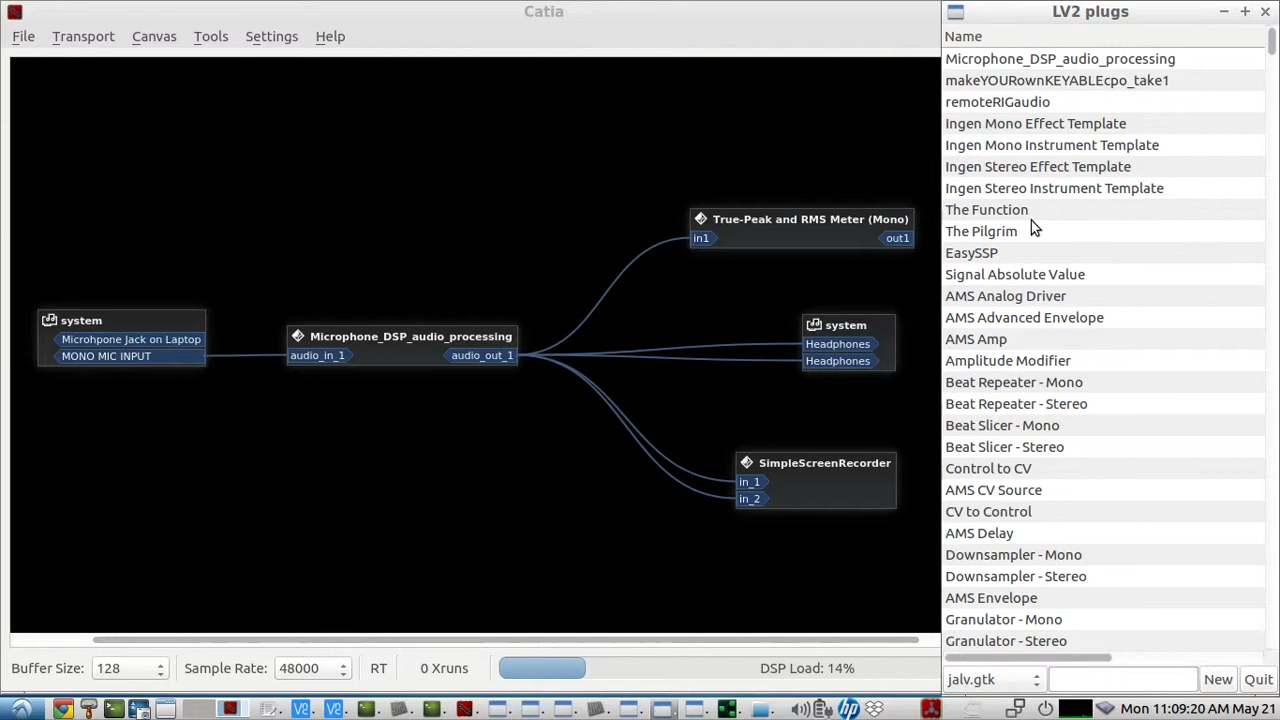 Catia
File Transport Canvas Tools Settings Help
True-Peak and RMS Meter (Mono)
in1 out1
system
Microhpone Jack on Laptop
MONO MIC INPUT
Microphone_DSP_audio_processing
audio_in_1 audio_out_1
system
Headphones
Headphones
SimpleScreenRecorder
in_1
in_2
Buffer Size: 128 Sample Rate: 48000 RT 0 Xruns DSP Load: 14%
LV2 plugs
Name
Microphone_DSP_audio_processing
makeYOURownKEYABLEcpo_take1
remoteRIGaudio
Ingen Mono Effect Template
Ingen Mono Instrument Template
Ingen Stereo Effect Template
Ingen Stereo Instrument Template
The Function
The Pilgrim
EasySSP
Signal Absolute Value
AMS Analog Driver
AMS Advanced Envelope
AMS Amp
Amplitude Modifier
Beat Repeater - Mono
Beat Repeater - Stereo
Beat Slicer - Mono
Beat Slicer - Stereo
Control to CV
AMS CV Source
CV to Control
AMS Delay
Downsampler - Mono
Downsampler - Stereo
AMS Envelope
Granulator - Mono
Granulator - Stereo
jalv.gtk New Quit
Mon 11:09:20 AM May 21